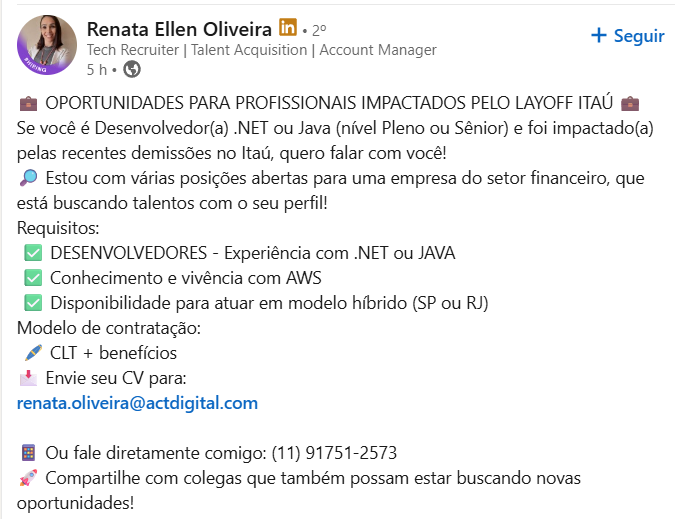 Renata Ellen Oliveira in • 2º
Tech Recruiter | Talent Acquisition | Account Manager
5 h •
+ Seguir
💼 OPORTUNIDADES PARA PROFISSIONAIS IMPACTADOS PELO LAYOFF ITAÚ 💼
Se você é Desenvolvedor(a) .NET ou Java (nível Pleno ou Sênior) e foi impactado(a)
pelas recentes demissões no Itaú, quero falar com você!
🔎 Estou com várias posições abertas para uma empresa do setor financeiro, que
está buscando talentos com o seu perfil!
Requisitos:
✅ DESENVOLVEDORES - Experiência com .NET ou JAVA
✅ Conhecimento e vivência com AWS
✅ Disponibilidade para atuar em modelo híbrido (SP ou RJ)
Modelo de contratação:
🖋 CLT + benefícios
📩 Envie seu CV para:
renata.oliveira@actdigital.com
🧮 Ou fale diretamente comigo: (11) 91751-2573
🚀 Compartilhe com colegas que também possam estar buscando novas
oportunidades!